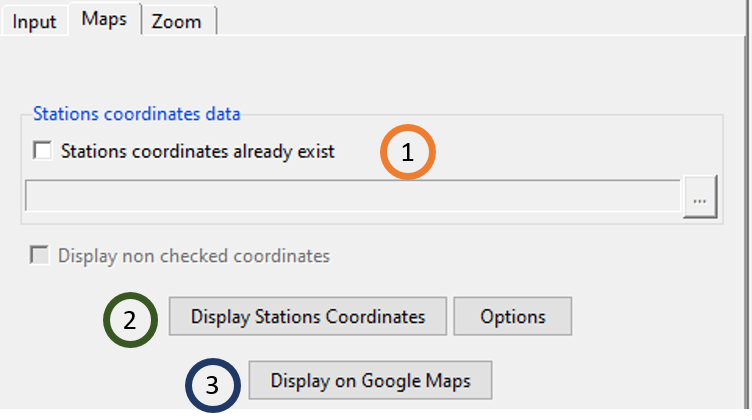 Input Maps Zoom
Stations coordinates data
Stations coordinates already exist 1
...
Display non checked coordinates
2 Display Stations Coordinates Options
3 Display on Google Maps